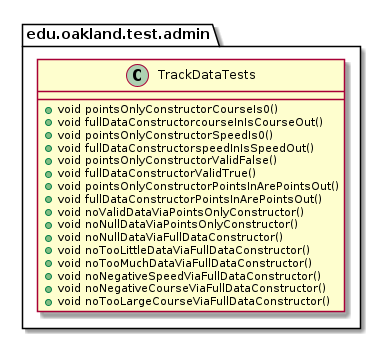 edu.oakland.test.admin
C TrackDataTests
void pointsOnlyConstructorCourseIs0()
void fullDataConstructorcourseInIsCourseOut()
void pointsOnlyConstructorSpeedIs0()
void fullDataConstructorspeedInIsSpeedOut()
void pointsOnlyConstructorValidFalse()
void fullDataConstructorValidTrue()
void pointsOnlyConstructorPointsInArePointsOut()
void fullDataConstructorPointsInArePointsOut()
void noValidDataViaPointsOnlyConstructor()
void noNullDataViaPointsOnlyConstructor()
void noNullDataViaFullDataConstructor()
void noTooLittleDataViaFullDataConstructor()
void noTooMuchDataViaFullDataConstructor()
void noNegativeSpeedViaFullDataConstructor()
void noNegativeCourseViaFullDataConstructor()
void noTooLargeCourseViaFullDataConstructor()